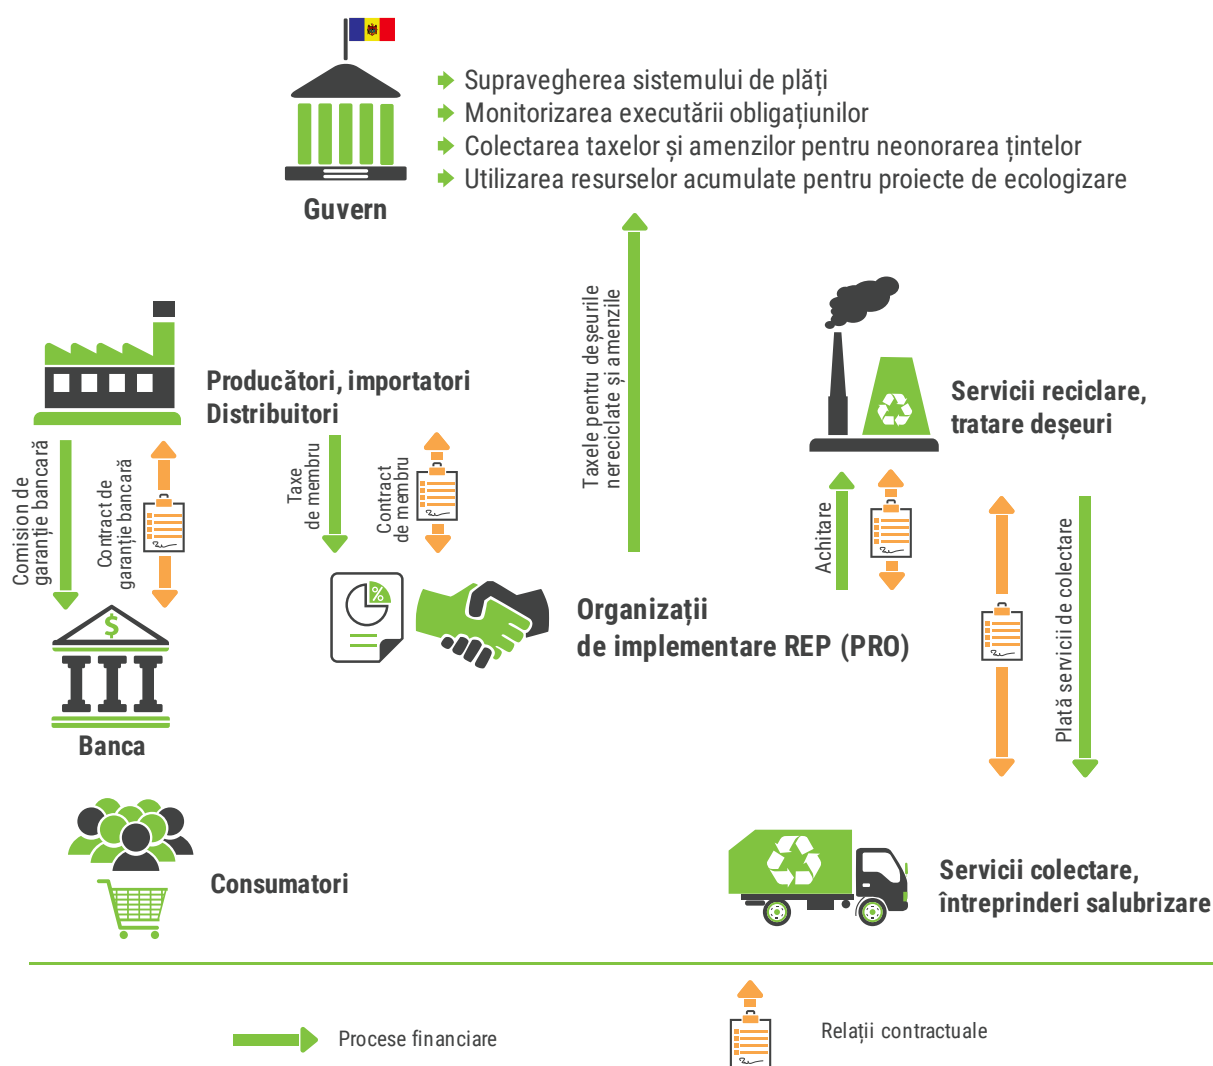 Supravegherea sistemului de plăți
Monitorizarea executării obligațiunilor
Colectarea taxelor și amenzilor pentru neonorarea țintelor
Utilizarea resurselor acumulate pentru proiecte de ecologizare
Guvern
Producători, importatori
Distribuitori
Servicii reciclare,
tratare deșeuri
Comision de
garanție bancară
Contract de
garanție bancară
Taxe
de membru
Contract
de membru
Taxele pentru deșeurile
nereciclate și amenzile
Achitare
Plată servicii de colectare
%
Organizații
de implementare REP (PRO)
$
Banca
Consumatori
Servicii colectare,
întreprinderi salubrizare
Procese financiare
Relații contractuale